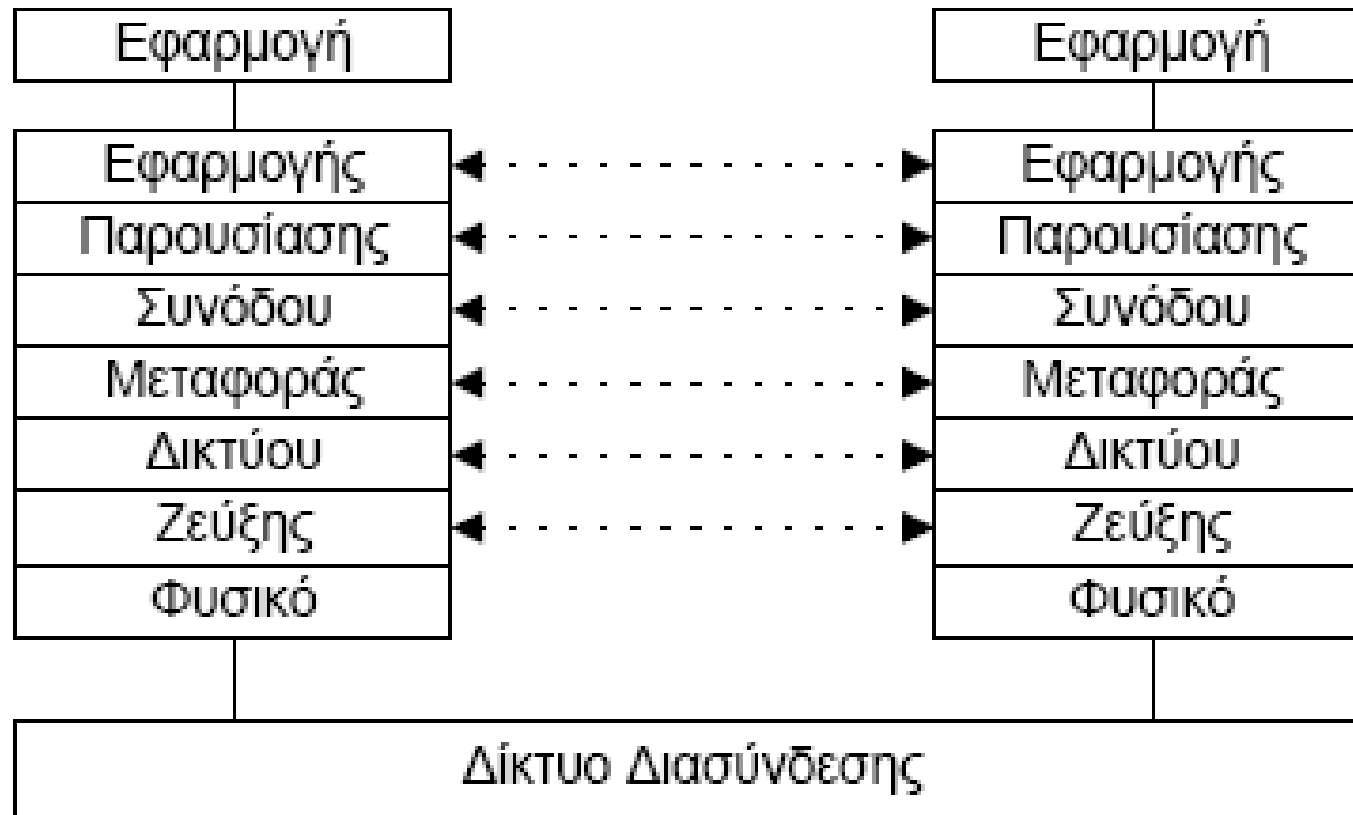 Εφαρμογή
Εφαρμογής
Παρουσίασης
Συνόδου
Μεταφοράς
Δικτύου
Ζεύξης
Φυσικό
Εφαρμογή
Εφαρμογής
Παρουσίασης
Συνόδου
Μεταφοράς
Δικτύου
Ζεύξης
Φυσικό
Δίκτυο Διασύνδεσης